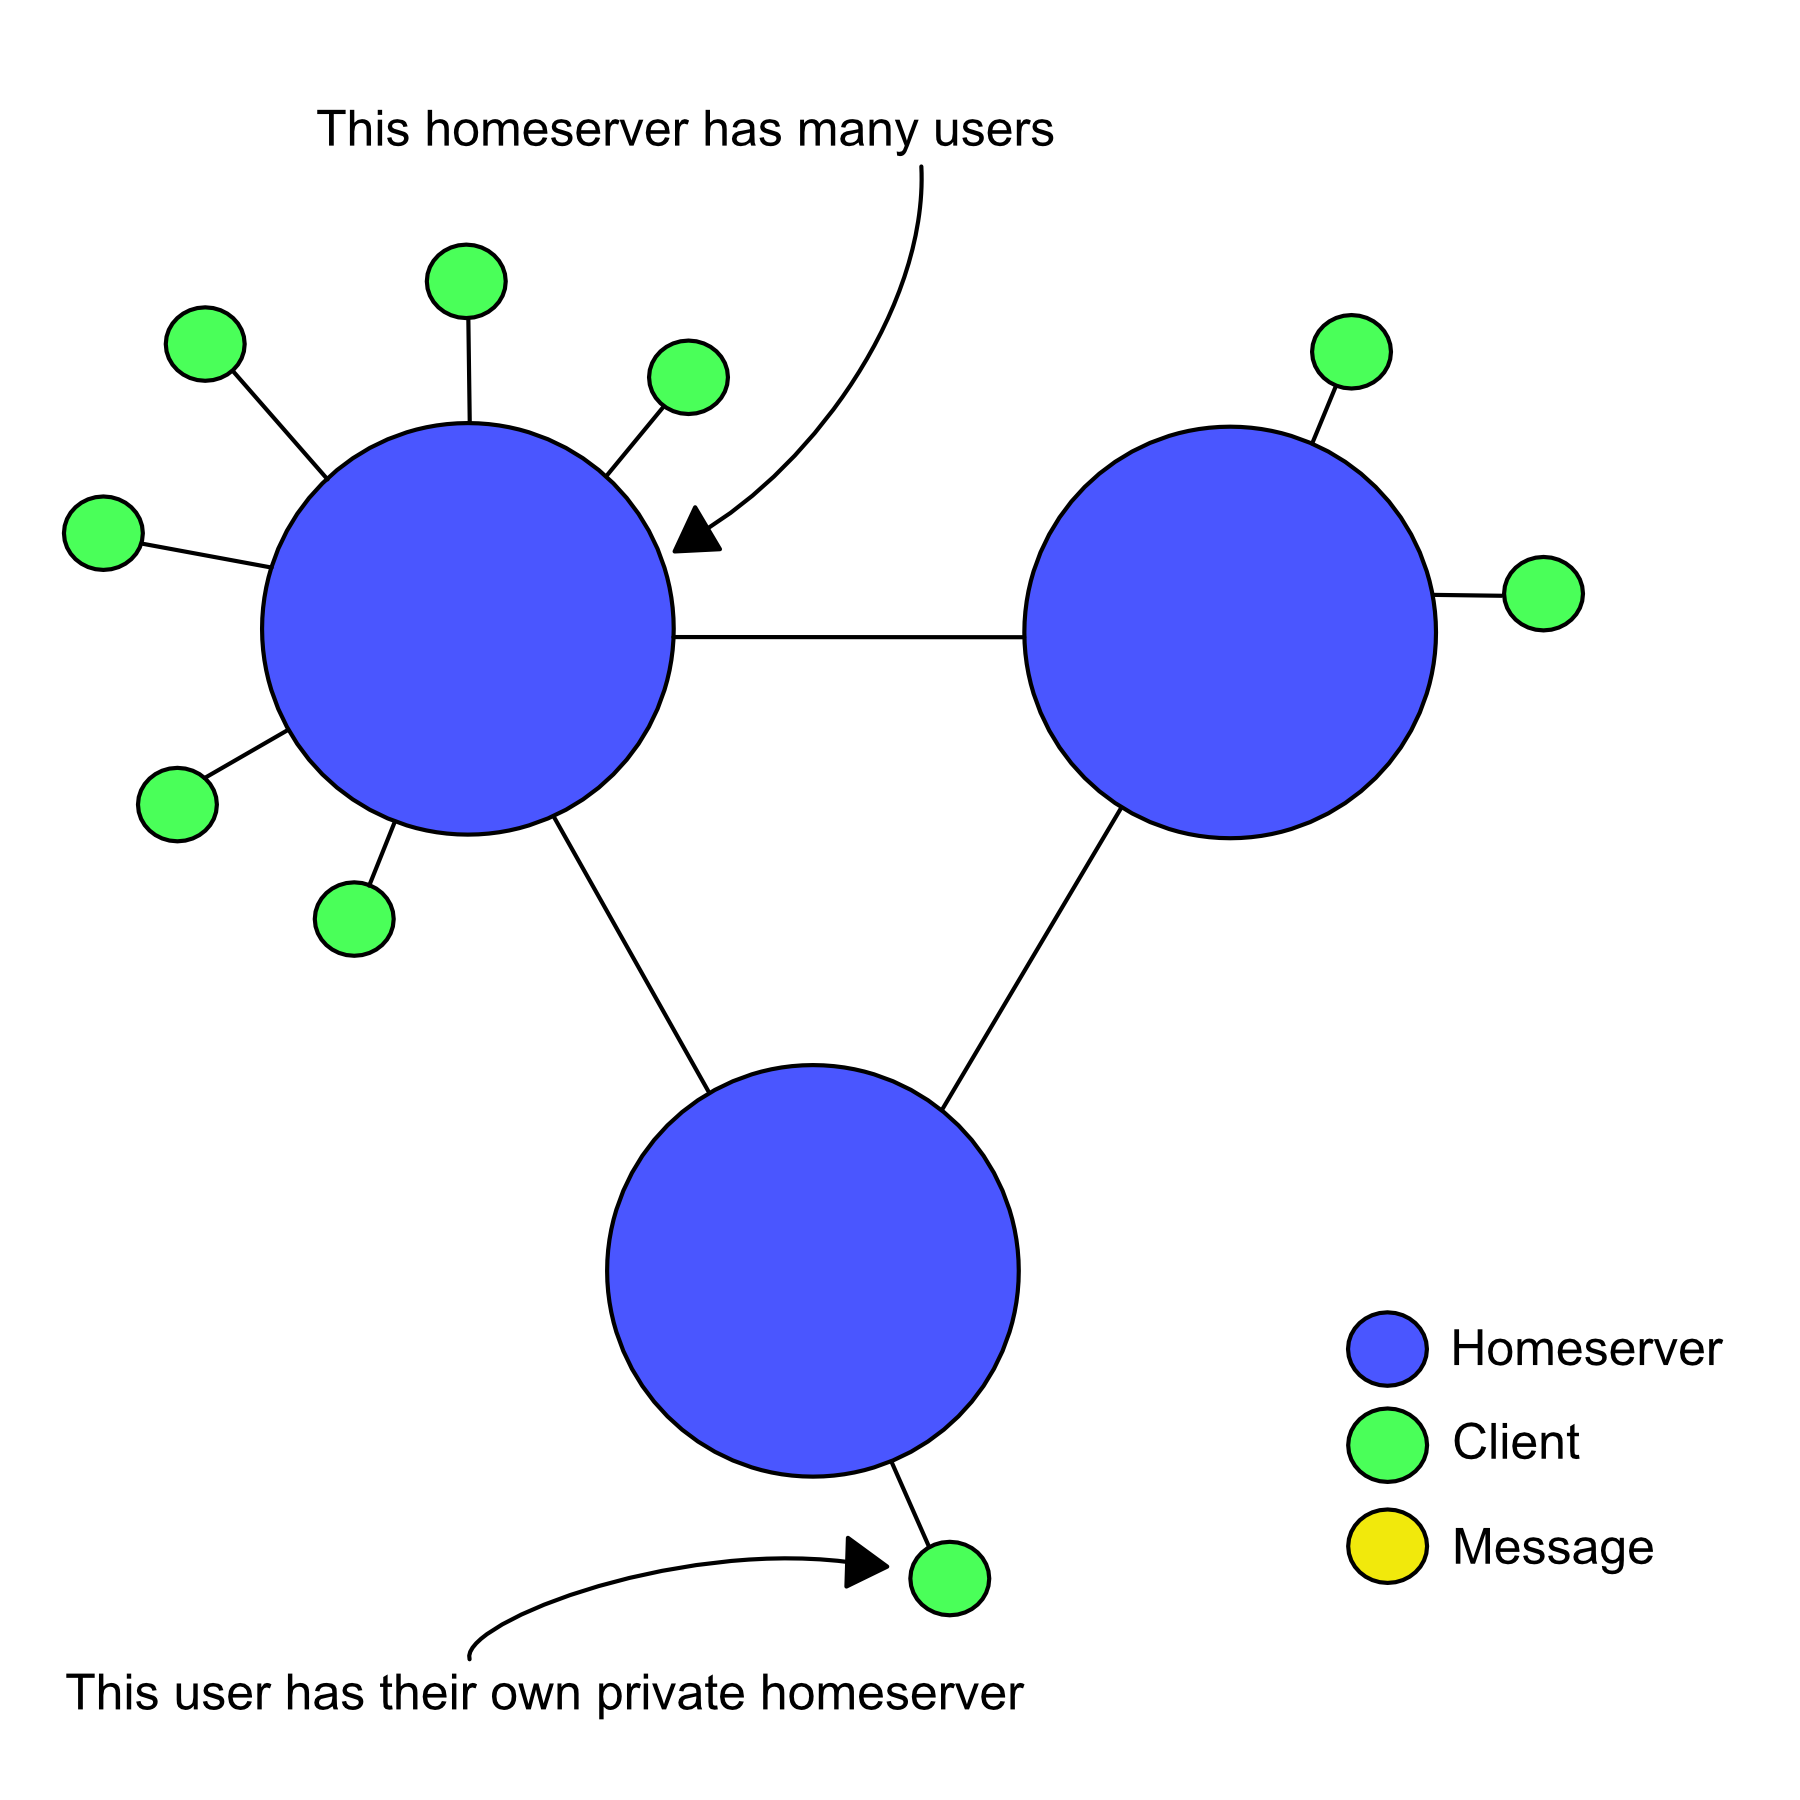 This homeserver has many users
Homeserver
Client
Message
This user has their own private homeserver